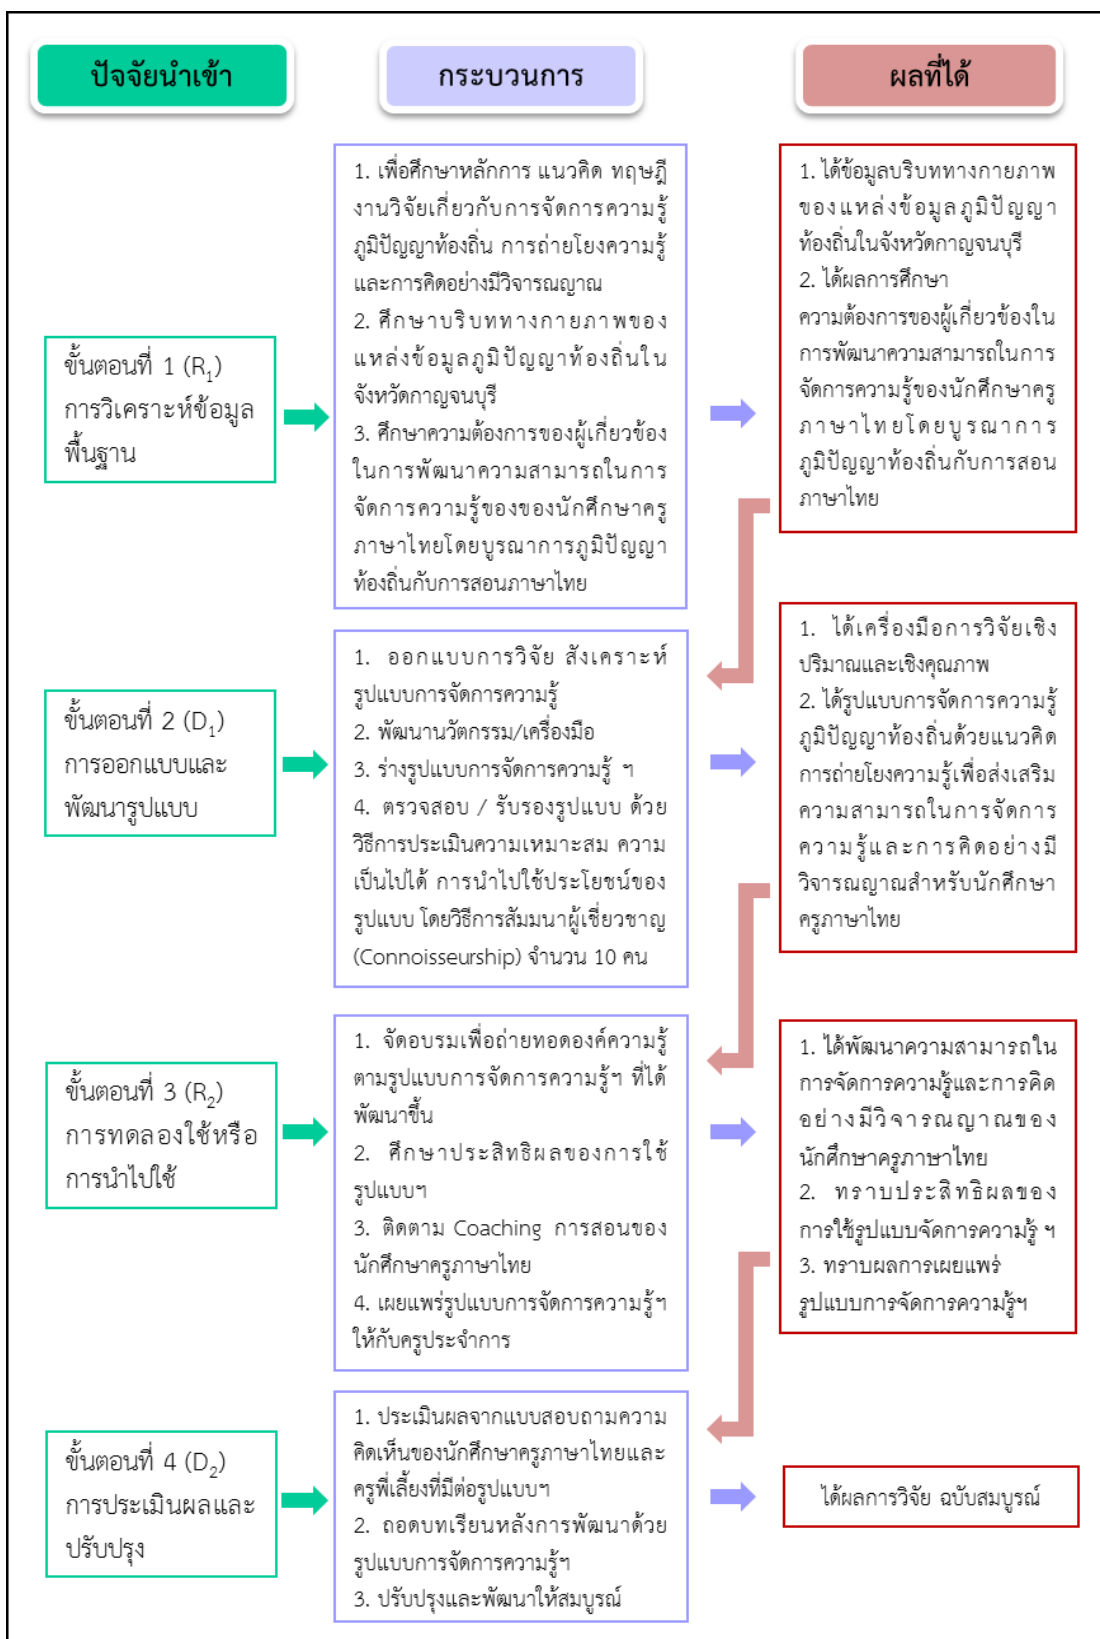 ปัจจัยนำเข้า
กระบวนการ
ผลที่ได้
ขั้นตอนที่ 1 (R₁)
การวิเคราะห์ข้อมูล
พื้นฐาน
1. เพื่อศึกษาหลักการ แนวคิด ทฤษฎี
งานวิจัยเกี่ยวกับการจัดการความรู้
ภูมิปัญญาท้องถิ่น การถ่ายโยงความรู้
และการคิดอย่างมีวิจารณญาณ
2. ศึกษาบริบททางกายภาพของ
แหล่งข้อมูลภูมิปัญญาท้องถิ่นใน
จังหวัดกาญจนบุรี
3. ศึกษาความต้องการของผู้เกี่ยวข้อง
ในการพัฒนาความสามารถในการ
จัดการความรู้ของของนักศึกษาครู
ภาษาไทยโดยบูรณาการภูมิปัญญา
ท้องถิ่นกับการสอนภาษาไทย
1. ได้ข้อมูลบริบททางกายภาพ
ของแหล่งข้อมูลภูมิปัญญา
ท้องถิ่นในจังหวัดกาญจนบุรี
2. ได้ผลการศึกษา
ความต้องการของผู้เกี่ยวข้องใน
การพัฒนาความสามารถในการ
จัดการความรู้ของนักศึกษาครู
ภาษาไทยโดยบูรณาการ
ภูมิปัญญาท้องถิ่นกับการสอน
ภาษาไทย
ขั้นตอนที่ 2 (D₁)
การออกแบบและ
พัฒนารูปแบบ
1. ออกแบบการวิจัย สังเคราะห์
รูปแบบการจัดการความรู้
2. พัฒนานวัตกรรม/เครื่องมือ
3. ร่างรูปแบบการจัดการความรู้ ฯ
4. ตรวจสอบ / รับรองรูปแบบ ด้วย
วิธีการประเมินความเหมาะสม ความ
เป็นไปได้ การนำไปใช้ประโยชน์ของ
รูปแบบ โดยวิธีการสัมมนาผู้เชี่ยวชาญ
(Connoisseurship) จำนวน 10 คน
1. ได้เครื่องมือการวิจัยเชิง
ปริมาณและเชิงคุณภาพ
2. ได้รูปแบบการจัดการความรู้
ภูมิปัญญาท้องถิ่นด้วยแนวคิด
การถ่ายโยงความรู้เพื่อส่งเสริม
ความสามารถในการจัดการ
ความรู้และการคิดอย่างมี
วิจารณญาณสำหรับนักศึกษา
ครูภาษาไทย
ขั้นตอนที่ 3 (R₂)
การทดลองใช้หรือ
การนำไปใช้
1. จัดอบรมเพื่อถ่ายทอดองค์ความรู้
ตามรูปแบบการจัดการความรู้ฯ ที่ได้
พัฒนาขึ้น
2. ศึกษาประสิทธิผลของการใช้
รูปแบบฯ
3. ติดตาม Coaching การสอนของ
นักศึกษาครูภาษาไทย
4. เผยแพร่รูปแบบการจัดการความรู้ฯ
ให้กับครูประจำการ
1. ได้พัฒนาความสามารถใน
การจัดการความรู้และการคิด
อย่างมีวิจารณญาณของ
นักศึกษาครูภาษาไทย
2. ทราบประสิทธิผลของ
การใช้รูปแบบจัดการความรู้ ฯ
3. ทราบผลการเผยแพร่
รูปแบบการจัดการความรู้ฯ
ขั้นตอนที่ 4 (D₂)
การประเมินผลและ
ปรับปรุง
1. ประเมินผลจากแบบสอบถามความ
คิดเห็นของนักศึกษาครูภาษาไทยและ
ครูพี่เลี้ยงที่มีต่อรูปแบบฯ
2. ถอดบทเรียนหลังการพัฒนาด้วย
รูปแบบการจัดการความรู้ฯ
3. ปรับปรุงและพัฒนาให้สมบูรณ์
ได้ผลการวิจัย ฉบับสมบูรณ์